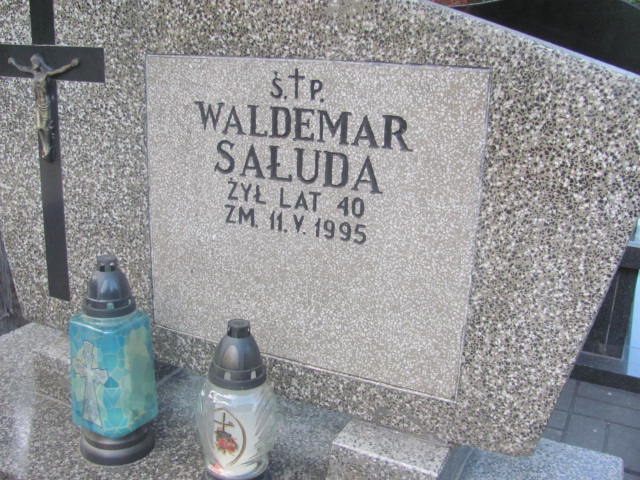 Ś.†P.
WALDEMAR
SAŁUDA
ŻYŁ LAT 40
ZM. 11.V.1995